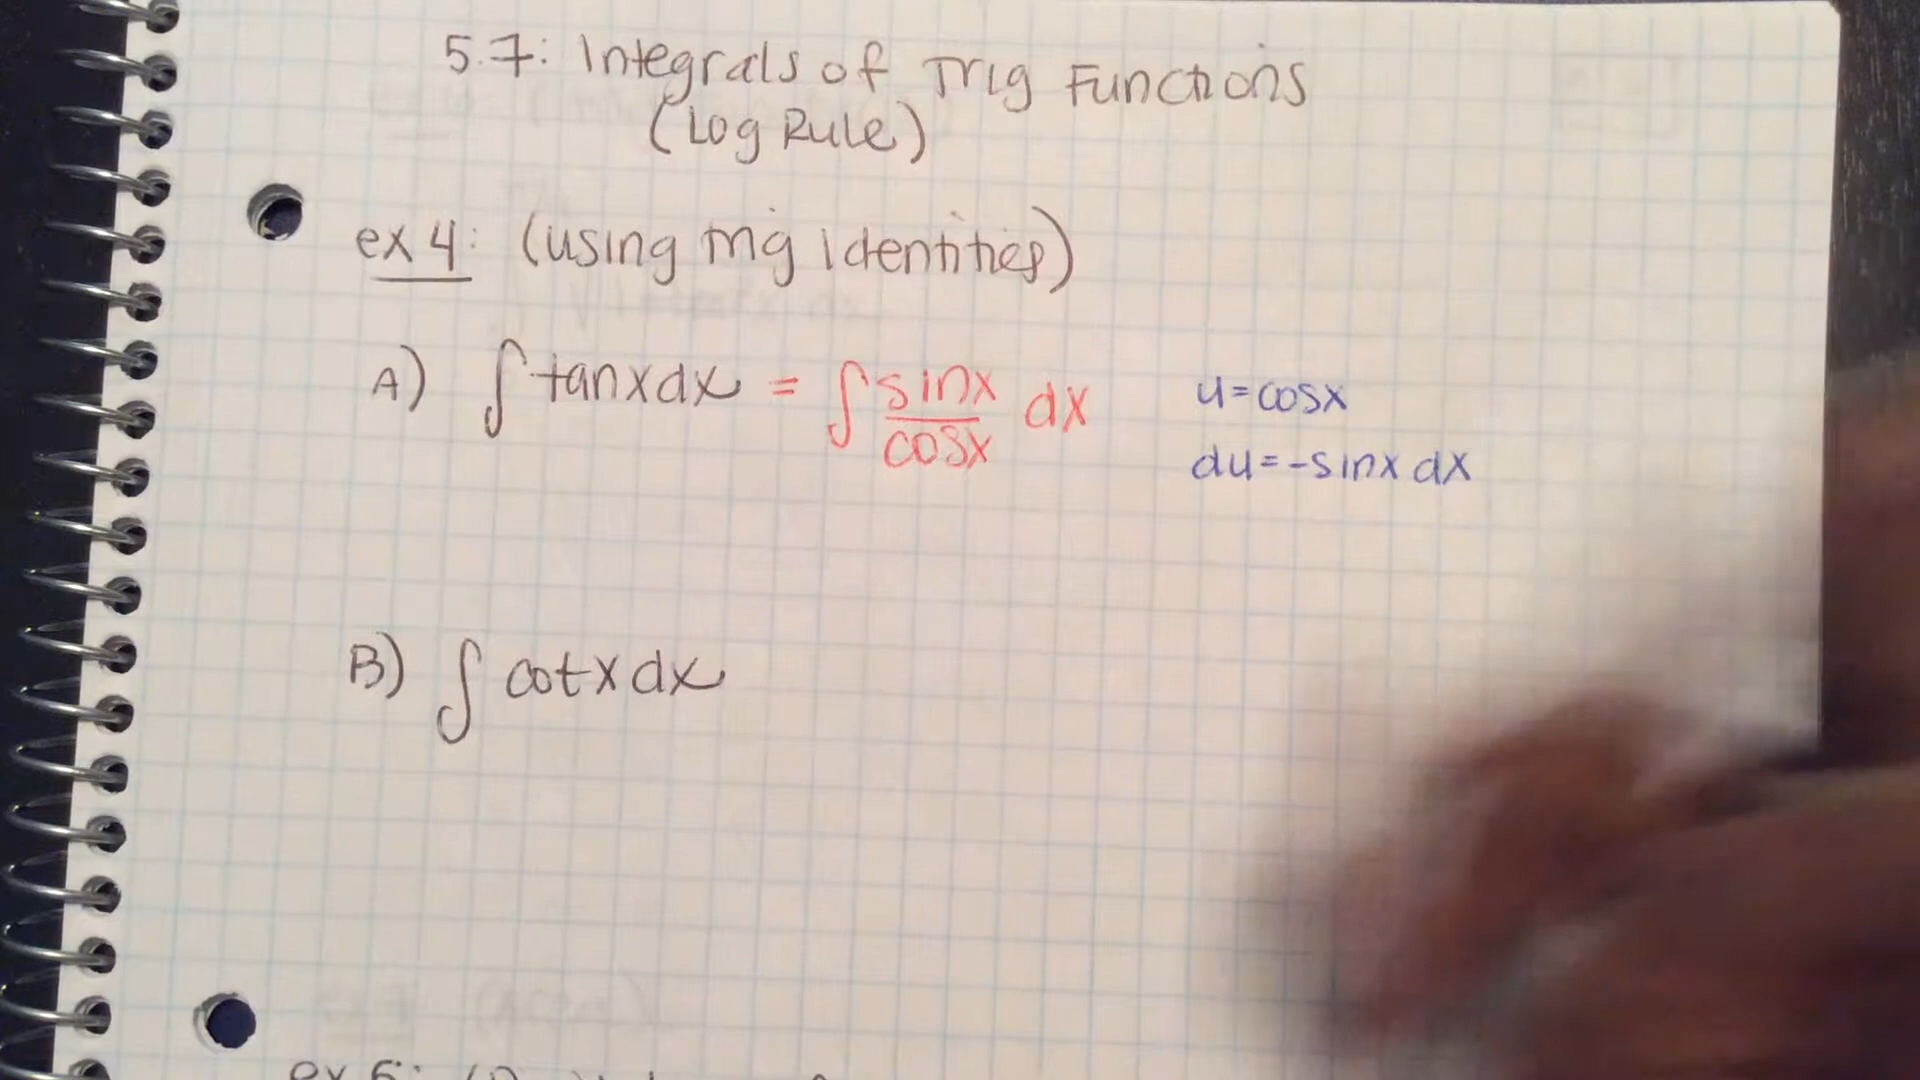 5.7: Integrals of Trig Functions
(Log Rule)
ex 4: (using trig identities)
A) ∫ tanx dx = ∫ sinx/cosx dx
u = cosx
du = -sinx dx
B) ∫ cotx dx